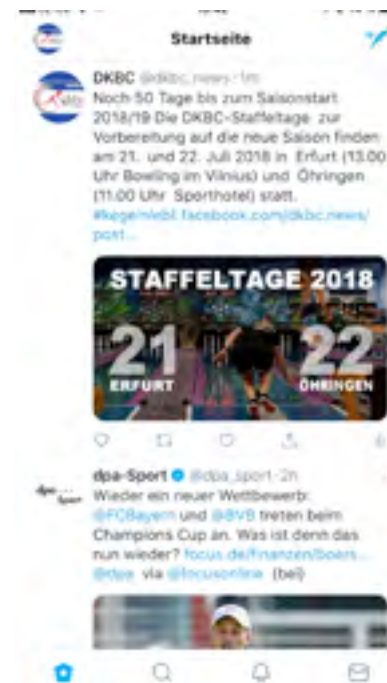 Startseite
DKBC @dkbc_news·1m
Noch 50 Tage bis zum Saisonstart
2018/19 Die DKBC-Staffeltage zur
Vorbereitung auf die neue Saison finden
am 21. und 22. Juli 2018 in Erfurt (13.00
Uhr Bowling im Vilnius) und Öhringen
(11.00 Uhr Sporthotel) statt.
#kegelnlebt facebook.com/dkbc.news/
post...
STAFFELTAGE 2018
21 22
ERFURT ÖHRINGEN
dpa-Sport @dpa_sport·2h
Wieder ein neuer Wettbewerb:
@FCBayern und @BVB treten beim
Champions Cup an. Was ist denn das
nun wieder? focus.de/finanzen/boers...
@dpa via @focusonline (bei)